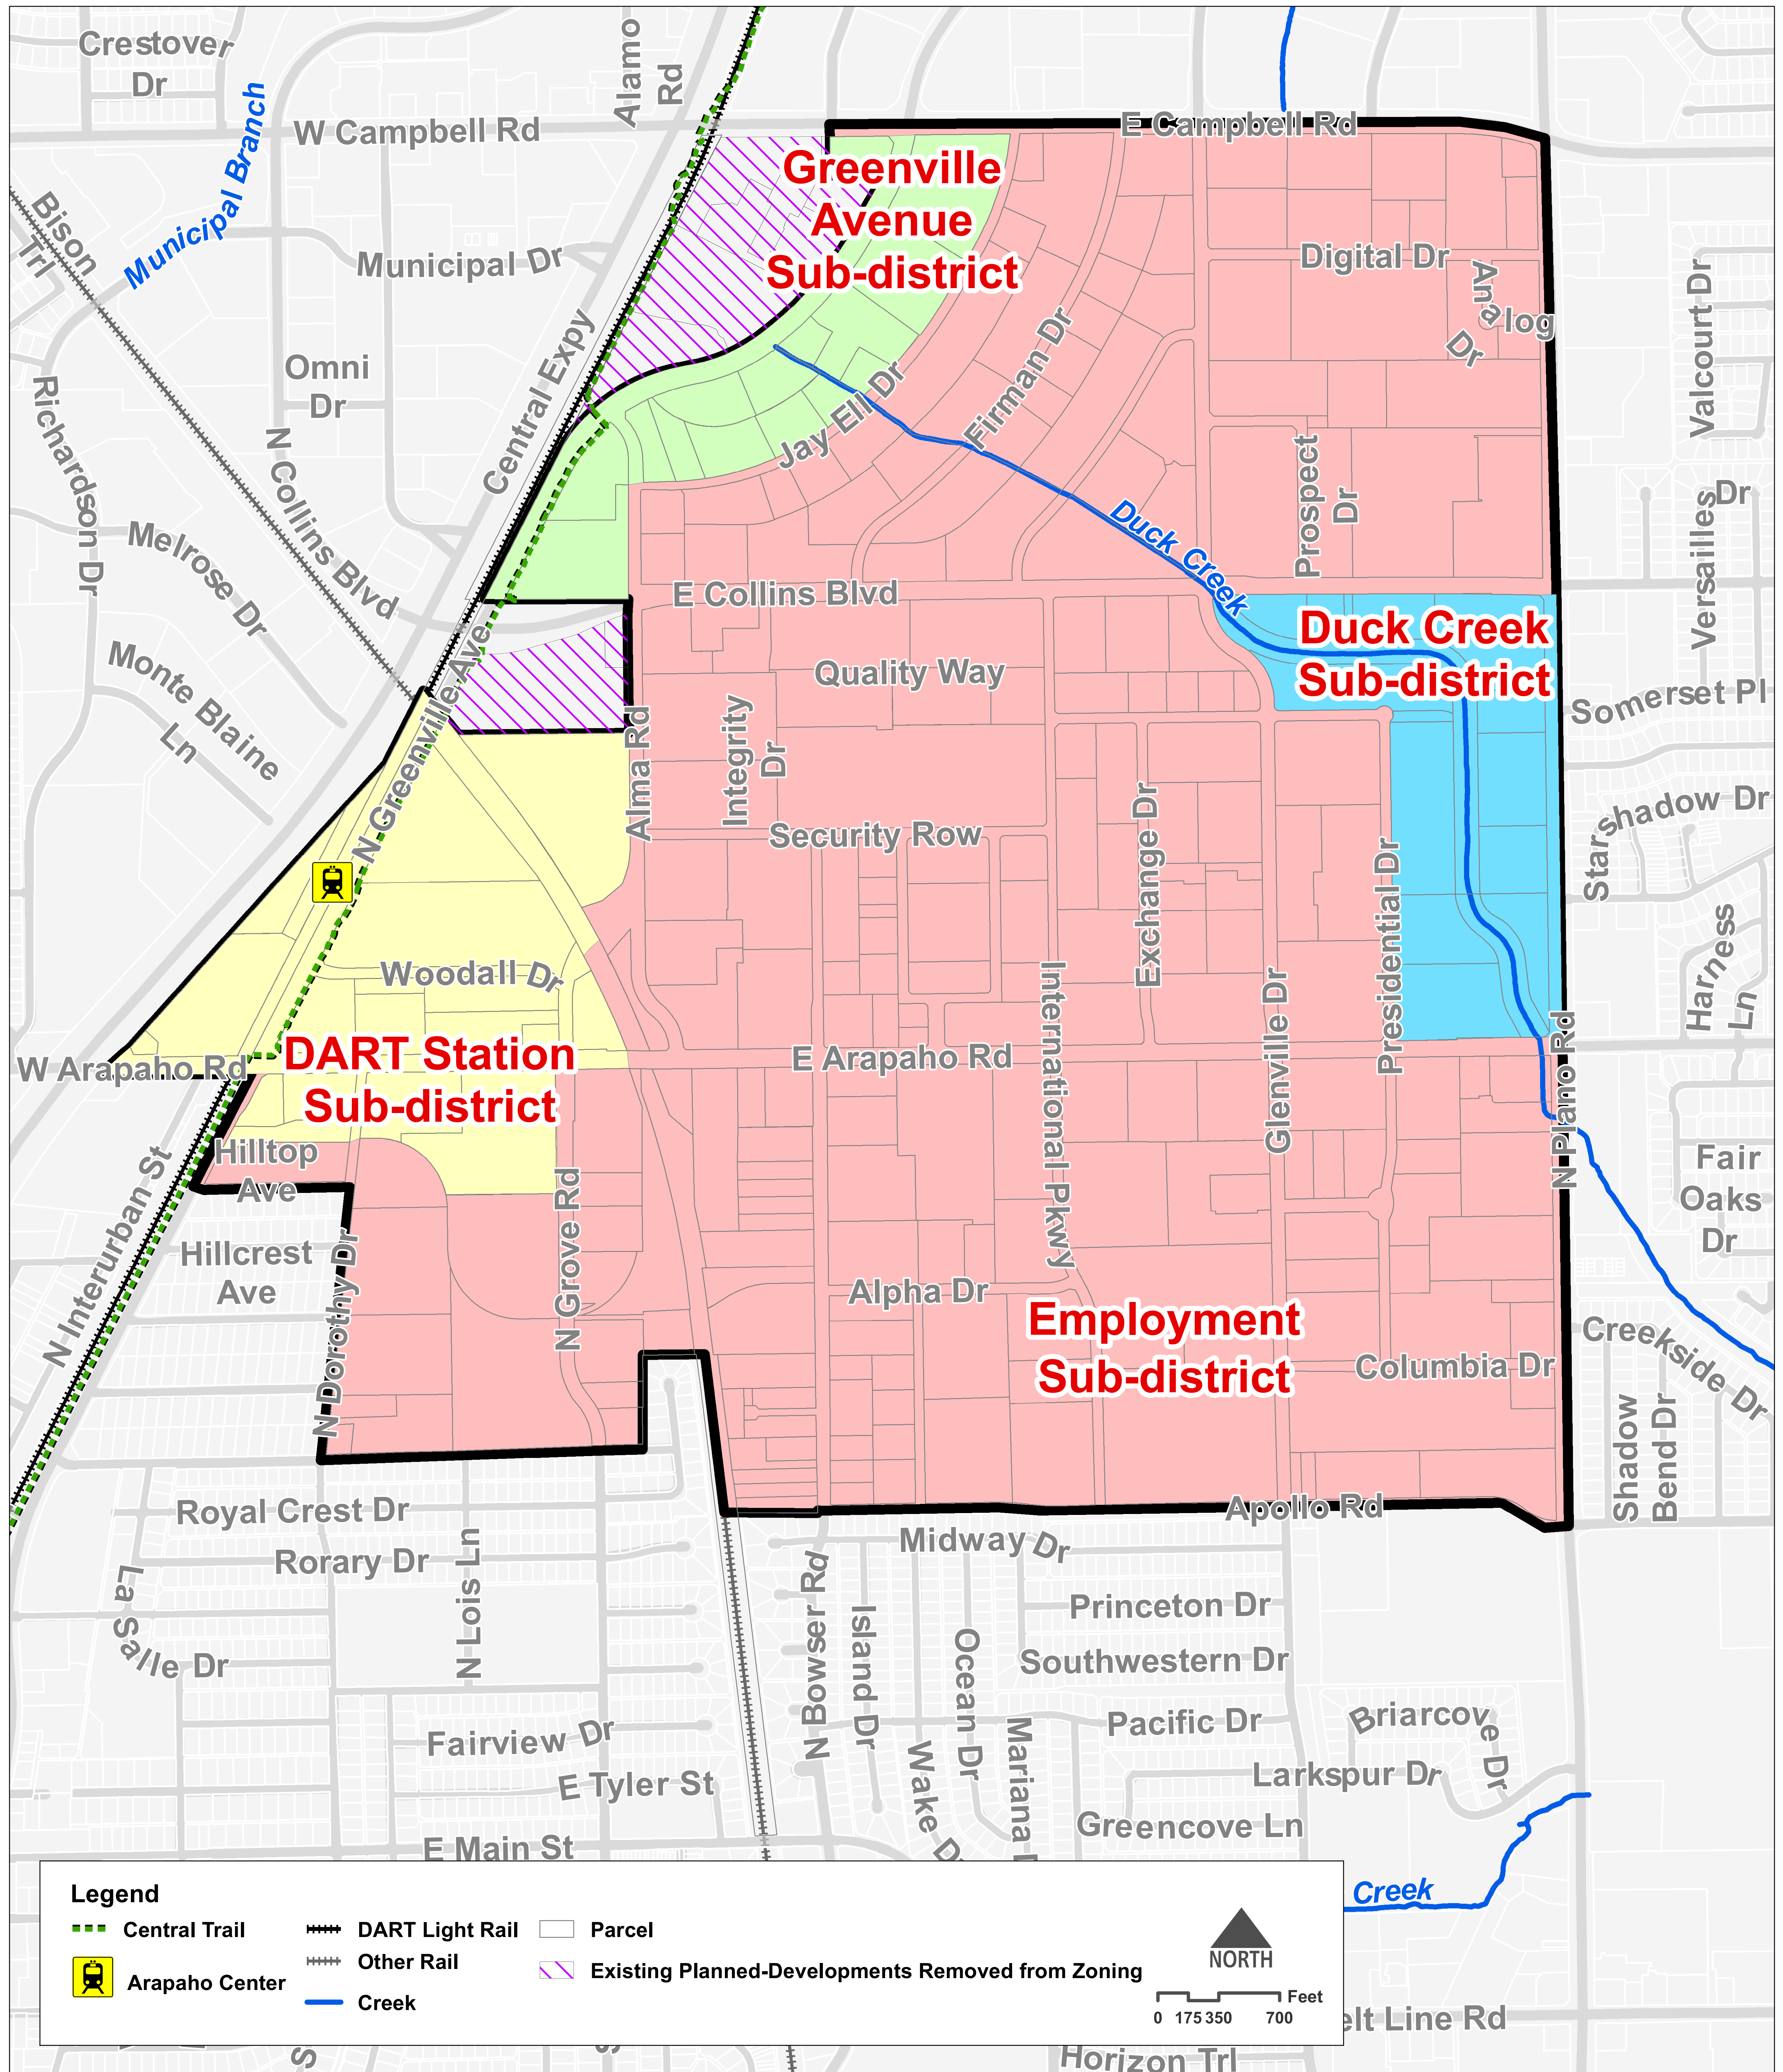 Crestover
Dr
Alamo
Rd
Municipal Branch
W Campbell Rd
E Campbell Rd
Greenville
Avenue
Sub-district
Bison
Trl
Municipal Dr
Digital Dr
Analog
Dr
Valcourt Dr
Omni
Dr
Central Expy
Firman Dr
Jay Ell Dr
Richardson Dr
N Collins Blvd
Prospect
Dr
Versailles Dr
Duck Creek
Melrose Dr
E Collins Blvd
Duck Creek
Sub-district
Monte Blaine
Ln
N Greenville Ave
Quality Way
Somerset Pl
Alma Rd
Integrity
Dr
Security Row
Exchange Dr
Starshadow Dr
Presidential Dr
Woodall Dr
International Pkwy
Glenville Dr
Harness
Ln
DART Station
Sub-district
W Arapaho Rd
E Arapaho Rd
N Plano Rd
Hilltop
Ave
Fair
Oaks
Dr
N Interurban St
Hillcrest
Ave
N Dorothy Dr
N Grove Rd
Alpha Dr
Employment
Sub-district
Columbia Dr
Creekside Dr
Shadow
Bend Dr
Royal Crest Dr
Apollo Rd
Rorary Dr
Midway Dr
La Salle Dr
N Lois Ln
N Bowser Rd
Island Dr
Ocean Dr
Princeton Dr
Southwestern Dr
Fairview Dr
Wake Dr
Mariana
Pacific Dr
Briarcove Dr
E Tyler St
Larkspur Dr
Greencove Ln
E Main St
Creek
Legend
Central Trail
DART Light Rail
Parcel
Arapaho Center
Other Rail
Existing Planned-Developments Removed from Zoning
Creek
NORTH
Feet
0 175 350 700
elt Line Rd
Horizon Trl